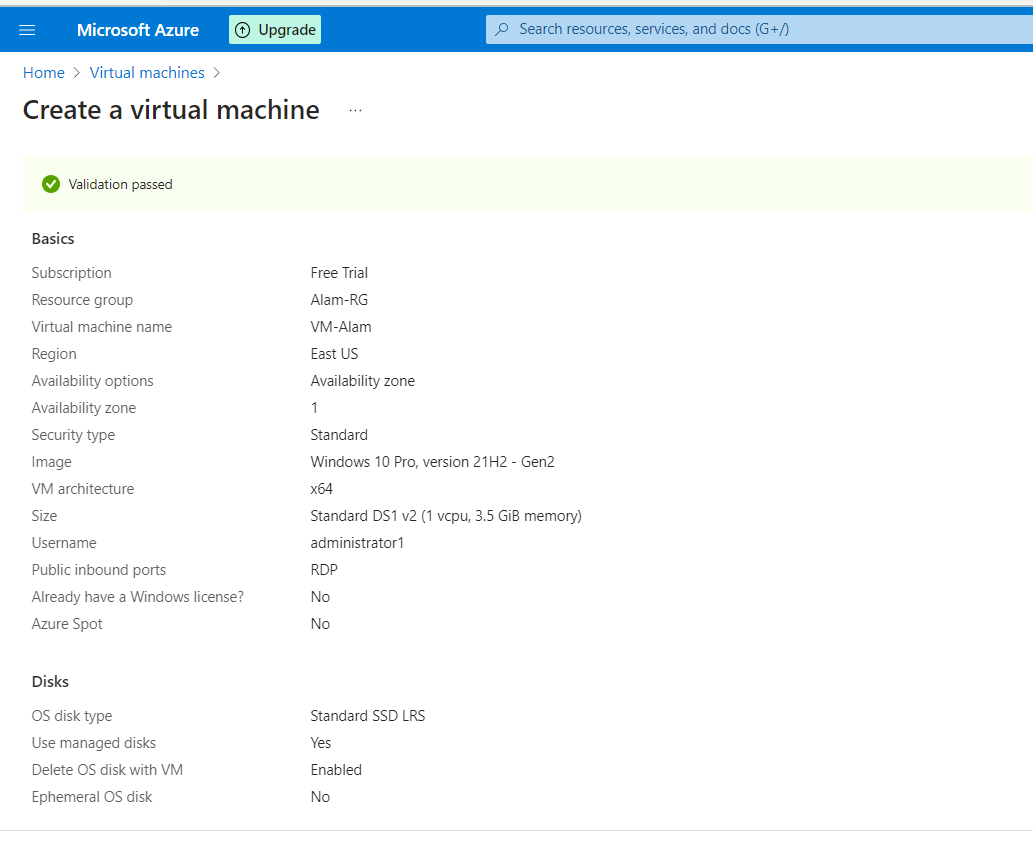 Microsoft Azure Upgrade Search resources, services, and docs (G+/)
Home > Virtual machines >
Create a virtual machine ...
Validation passed
Basics
Subscription Free Trial
Resource group Alam-RG
Virtual machine name VM-Alam
Region East US
Availability options Availability zone
Availability zone 1
Security type Standard
Image Windows 10 Pro, version 21H2 - Gen2
VM architecture x64
Size Standard DS1 v2 (1 vcpu, 3.5 GiB memory)
Username administrator1
Public inbound ports RDP
Already have a Windows license? No
Azure Spot No
Disks
OS disk type Standard SSD LRS
Use managed disks Yes
Delete OS disk with VM Enabled
Ephemeral OS disk No